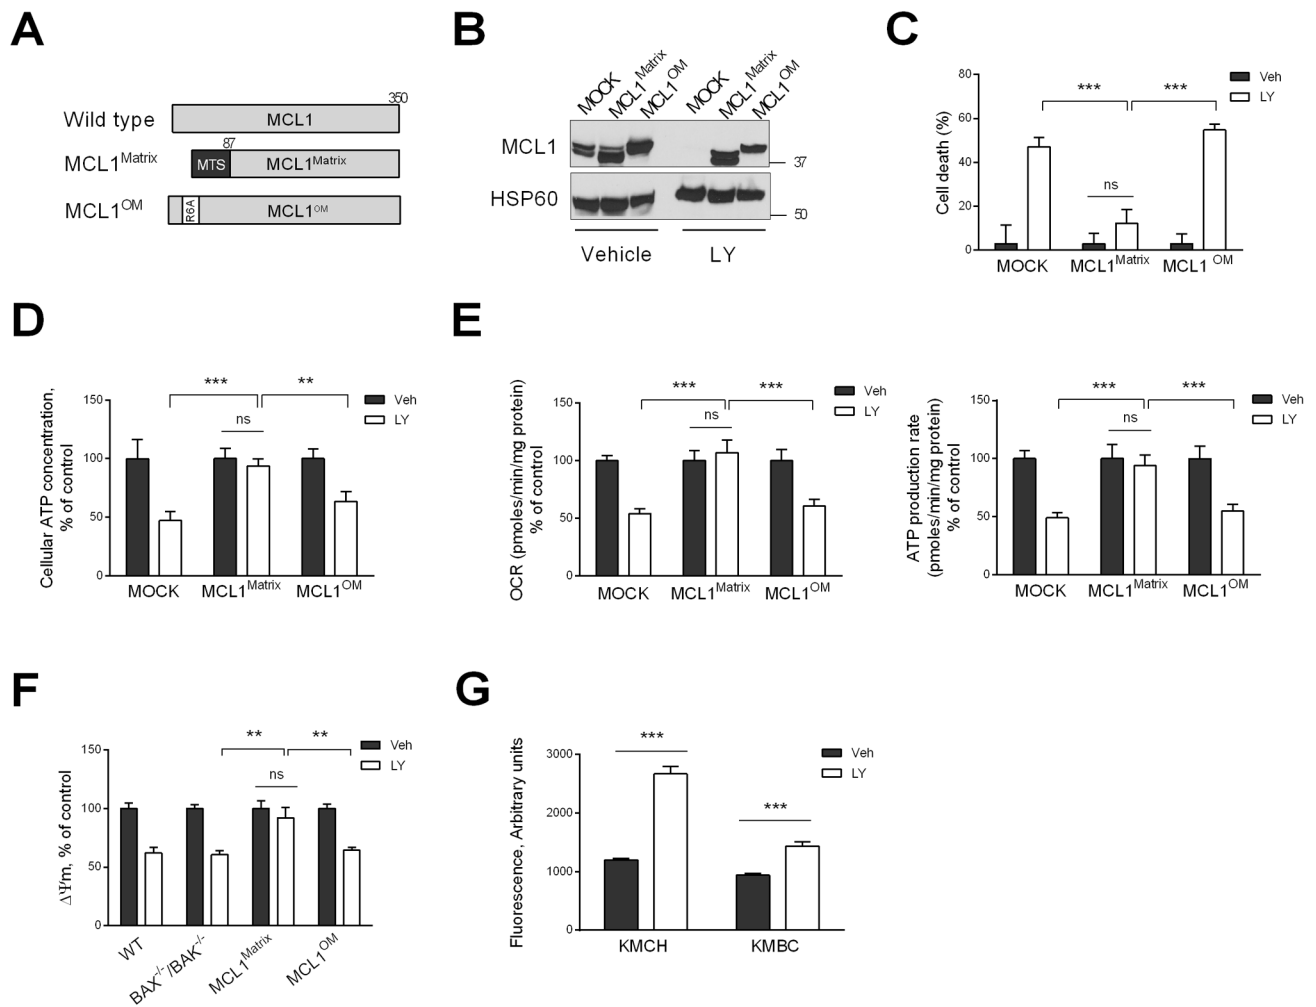 A
Wild type
MCL1
350
MCL1Matrix
MTS
87
MCL1Matrix
MCL1OM
R6A
MCL1OM
B
MOCK
MCL1Matrix
MCL1OM
MOCK
MCL1Matrix
MCL1OM
MCL1
37
HSP60
50
Vehicle
LY
C
Cell death (%)
80
60
40
20
0
***
***
ns
Veh
LY
MOCK
MCL1Matrix
MCL1OM
D
Cellular ATP concentration,
% of control
150
100
50
0
***
**
ns
Veh
LY
MOCK
MCL1Matrix
MCL1OM
E
OCR (pmoles/min/mg protein)
% of control
150
100
50
0
***
***
ns
Veh
LY
MOCK
MCL1Matrix
MCL1OM
ATP production rate
(pmoles/min/mg protein)
% of control
150
100
50
0
***
***
ns
Veh
LY
MOCK
MCL1Matrix
MCL1OM
F
ΔΨm, % of control
150
100
50
0
**
**
ns
Veh
LY
WT
BAX-/-/BAK-/-
MCL1Matrix
MCL1OM
G
Fluorescence, Arbitrary units
3000
2000
1000
0
***
***
Veh
LY
KMCH
KMBC